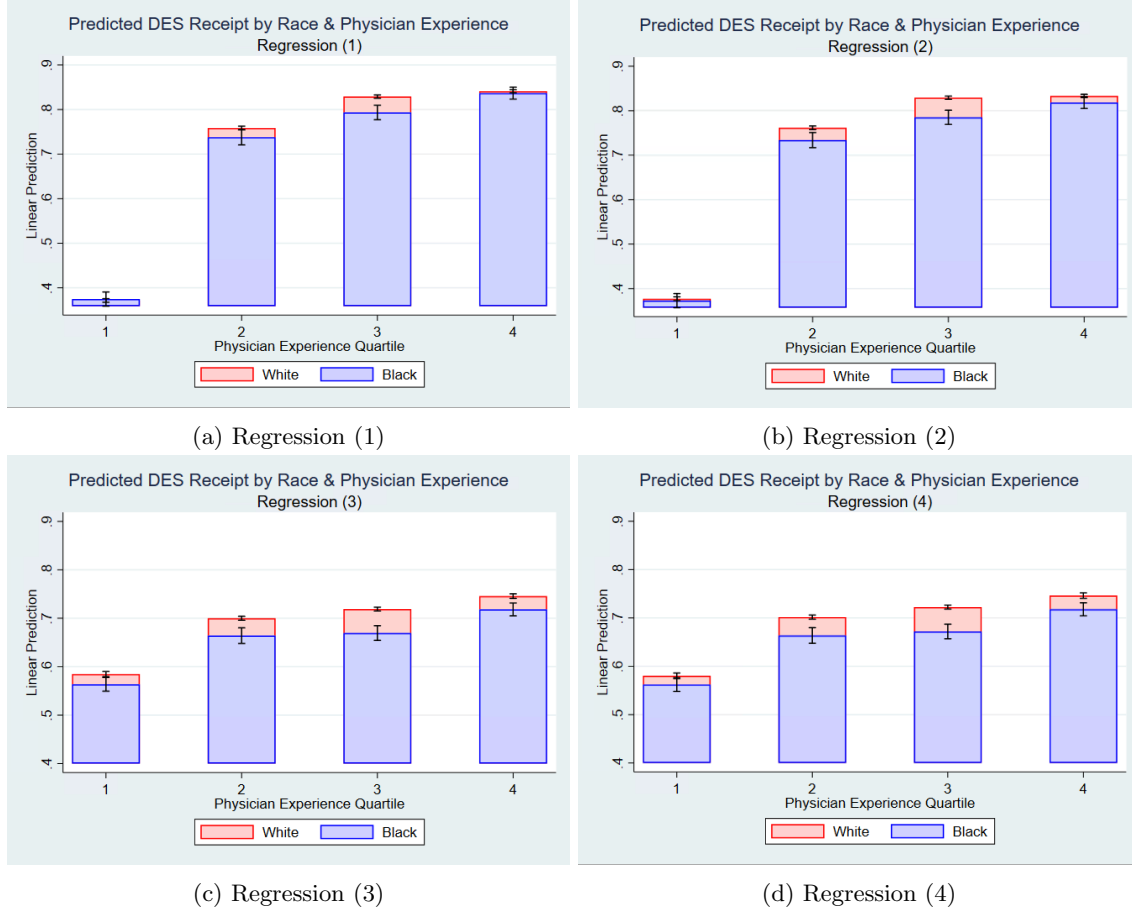 Predicted DES Receipt by Race & Physician Experience
Regression (1)
Linear Prediction
.9
.8
.7
.6
.5
.4
1 2 3 4
Physician Experience Quartile
White Black
(a) Regression (1)
Predicted DES Receipt by Race & Physician Experience
Regression (2)
Linear Prediction
.9
.8
.7
.6
.5
.4
1 2 3 4
Physician Experience Quartile
White Black
(b) Regression (2)
Predicted DES Receipt by Race & Physician Experience
Regression (3)
Linear Prediction
.9
.8
.7
.6
.5
.4
1 2 3 4
Physician Experience Quartile
White Black
(c) Regression (3)
Predicted DES Receipt by Race & Physician Experience
Regression (4)
Linear Prediction
.9
.8
.7
.6
.5
.4
1 2 3 4
Physician Experience Quartile
White Black
(d) Regression (4)